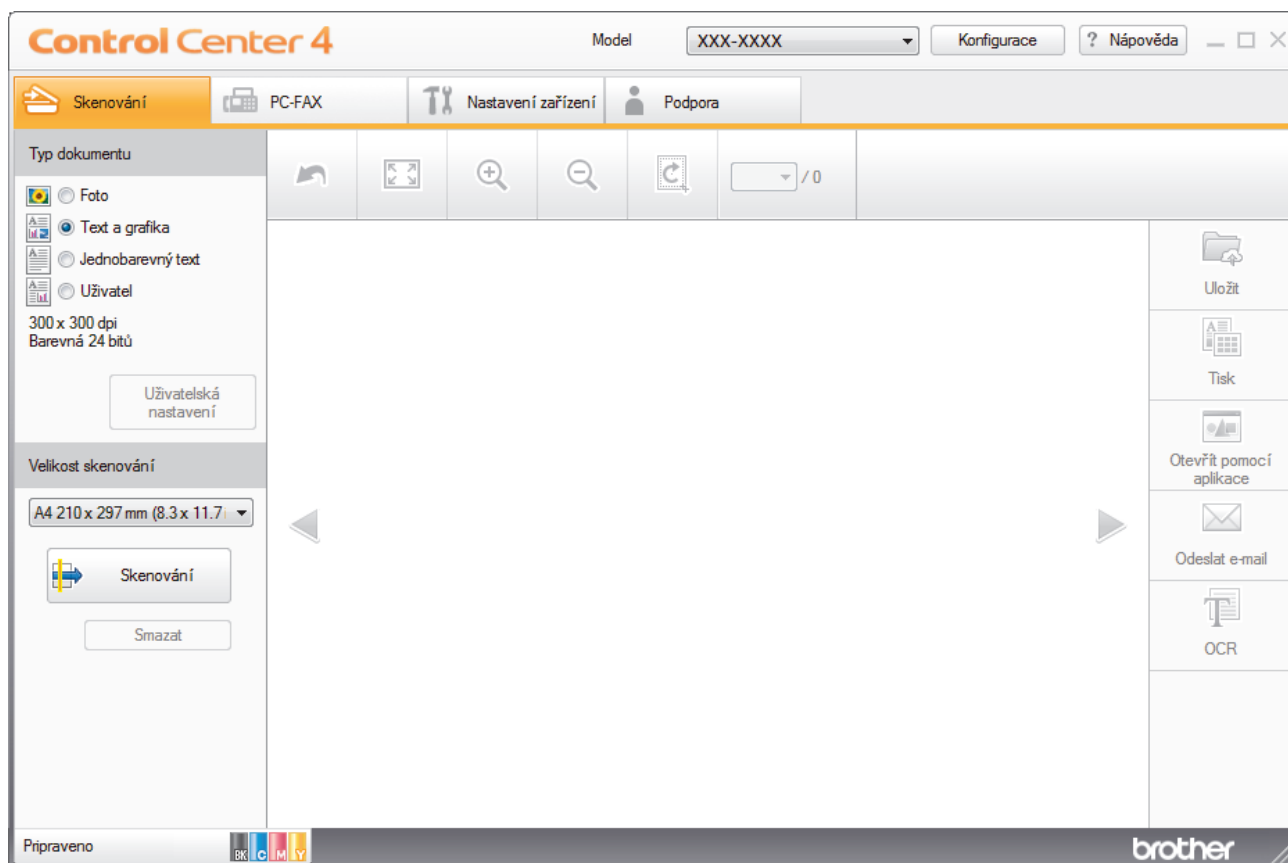 Control Center 4
Model
XXX-XXXX
Konfigurace
? Nápověda
Skenování
PC-FAX
Nastavení zařízení
Podpora
Typ dokumentu
Foto
Text a grafika
Jednobarevný text
Uživatel
300 x 300 dpi
Barevná 24 bitů
Uživatelská
nastavení
Velikost skenování
A4 210 x 297 mm (8.3 x 11.7
Skenování
Smazat
/ 0
Uložit
Tisk
Otevřít pomocí
aplikace
Odeslat e-mail
OCR
Pripraveno
BK C M Y
brother